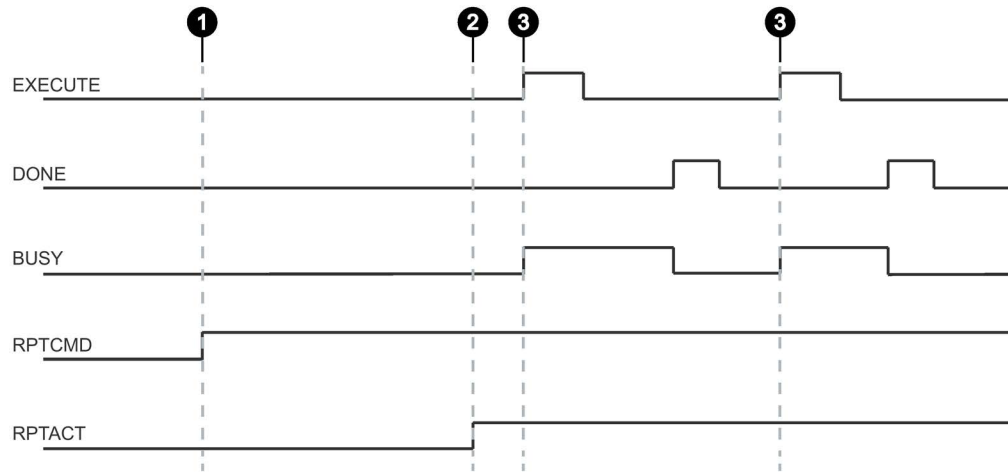 1 2 3 3
EXECUTE
DONE
BUSY
RPTCMD
RPTACT